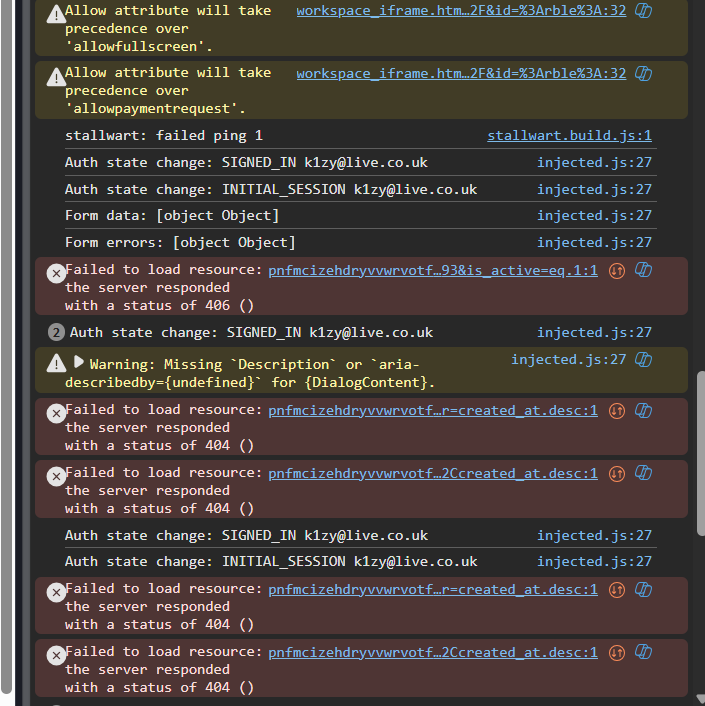 Allow attribute will take workspace_iframe.htm…2F&id=%3Arble%3A:32
precedence over
'allowfullscreen'.
Allow attribute will take workspace_iframe.htm…2F&id=%3Arble%3A:32
precedence over
'allowpaymentrequest'.
stallwart: failed ping 1 stallwart.build.js:1
Auth state change: SIGNED_IN k1zy@live.co.uk injected.js:27
Auth state change: INITIAL_SESSION k1zy@live.co.uk injected.js:27
Form data: [object Object] injected.js:27
Form errors: [object Object] injected.js:27
Failed to load resource: pnfmcizehdryvvwrvotf…93&is_active=eq.1:1
the server responded
with a status of 406 ()
2 Auth state change: SIGNED_IN k1zy@live.co.uk injected.js:27
Warning: Missing `Description` or `aria- injected.js:27
describedby={undefined}` for {DialogContent}.
Failed to load resource: pnfmcizehdryvvwrvotf…r=created_at.desc:1
the server responded
with a status of 404 ()
Failed to load resource: pnfmcizehdryvvwrvotf…2Ccreated_at.desc:1
the server responded
with a status of 404 ()
Auth state change: SIGNED_IN k1zy@live.co.uk injected.js:27
Auth state change: INITIAL_SESSION k1zy@live.co.uk injected.js:27
Failed to load resource: pnfmcizehdryvvwrvotf…r=created_at.desc:1
the server responded
with a status of 404 ()
Failed to load resource: pnfmcizehdryvvwrvotf…2Ccreated_at.desc:1
the server responded
with a status of 404 ()